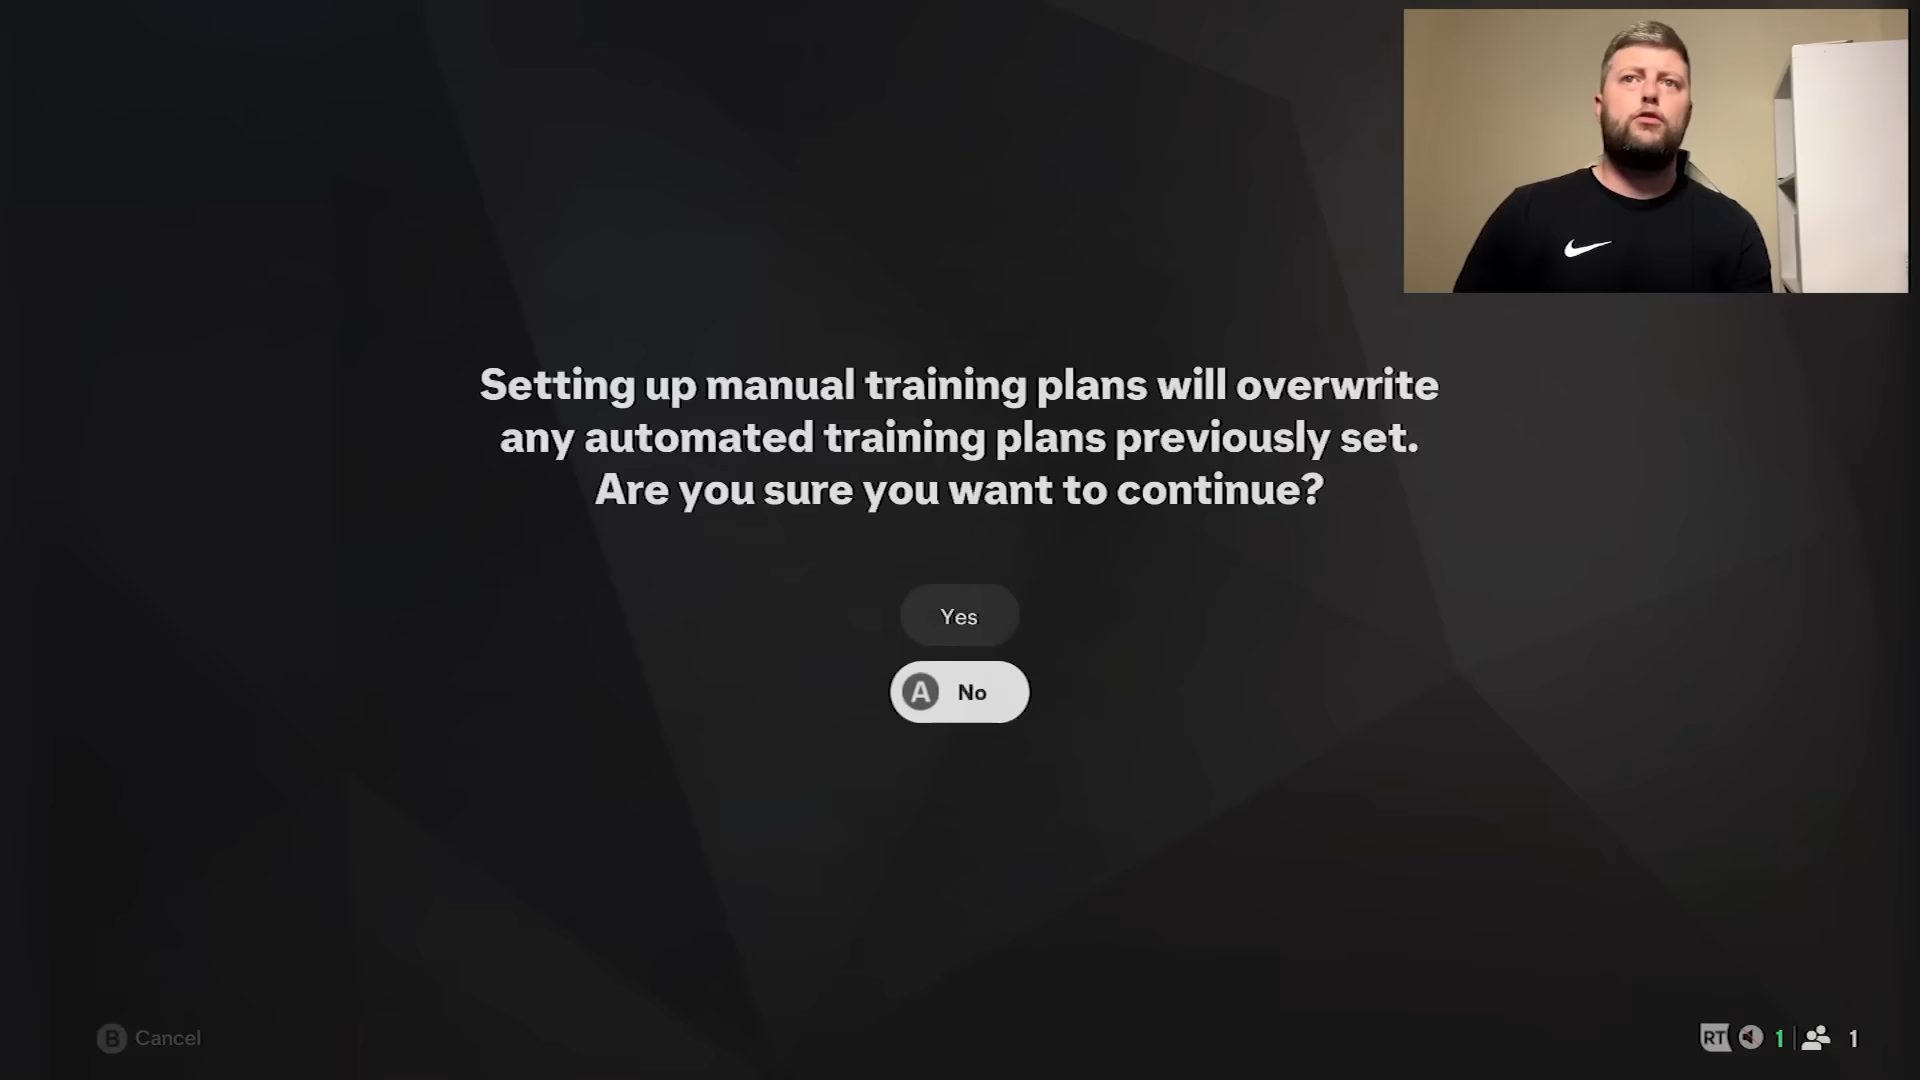 Setting up manual training plans will overwrite
any automated training plans previously set.
Are you sure you want to continue?
Yes
A No
B Cancel
RT 1 1